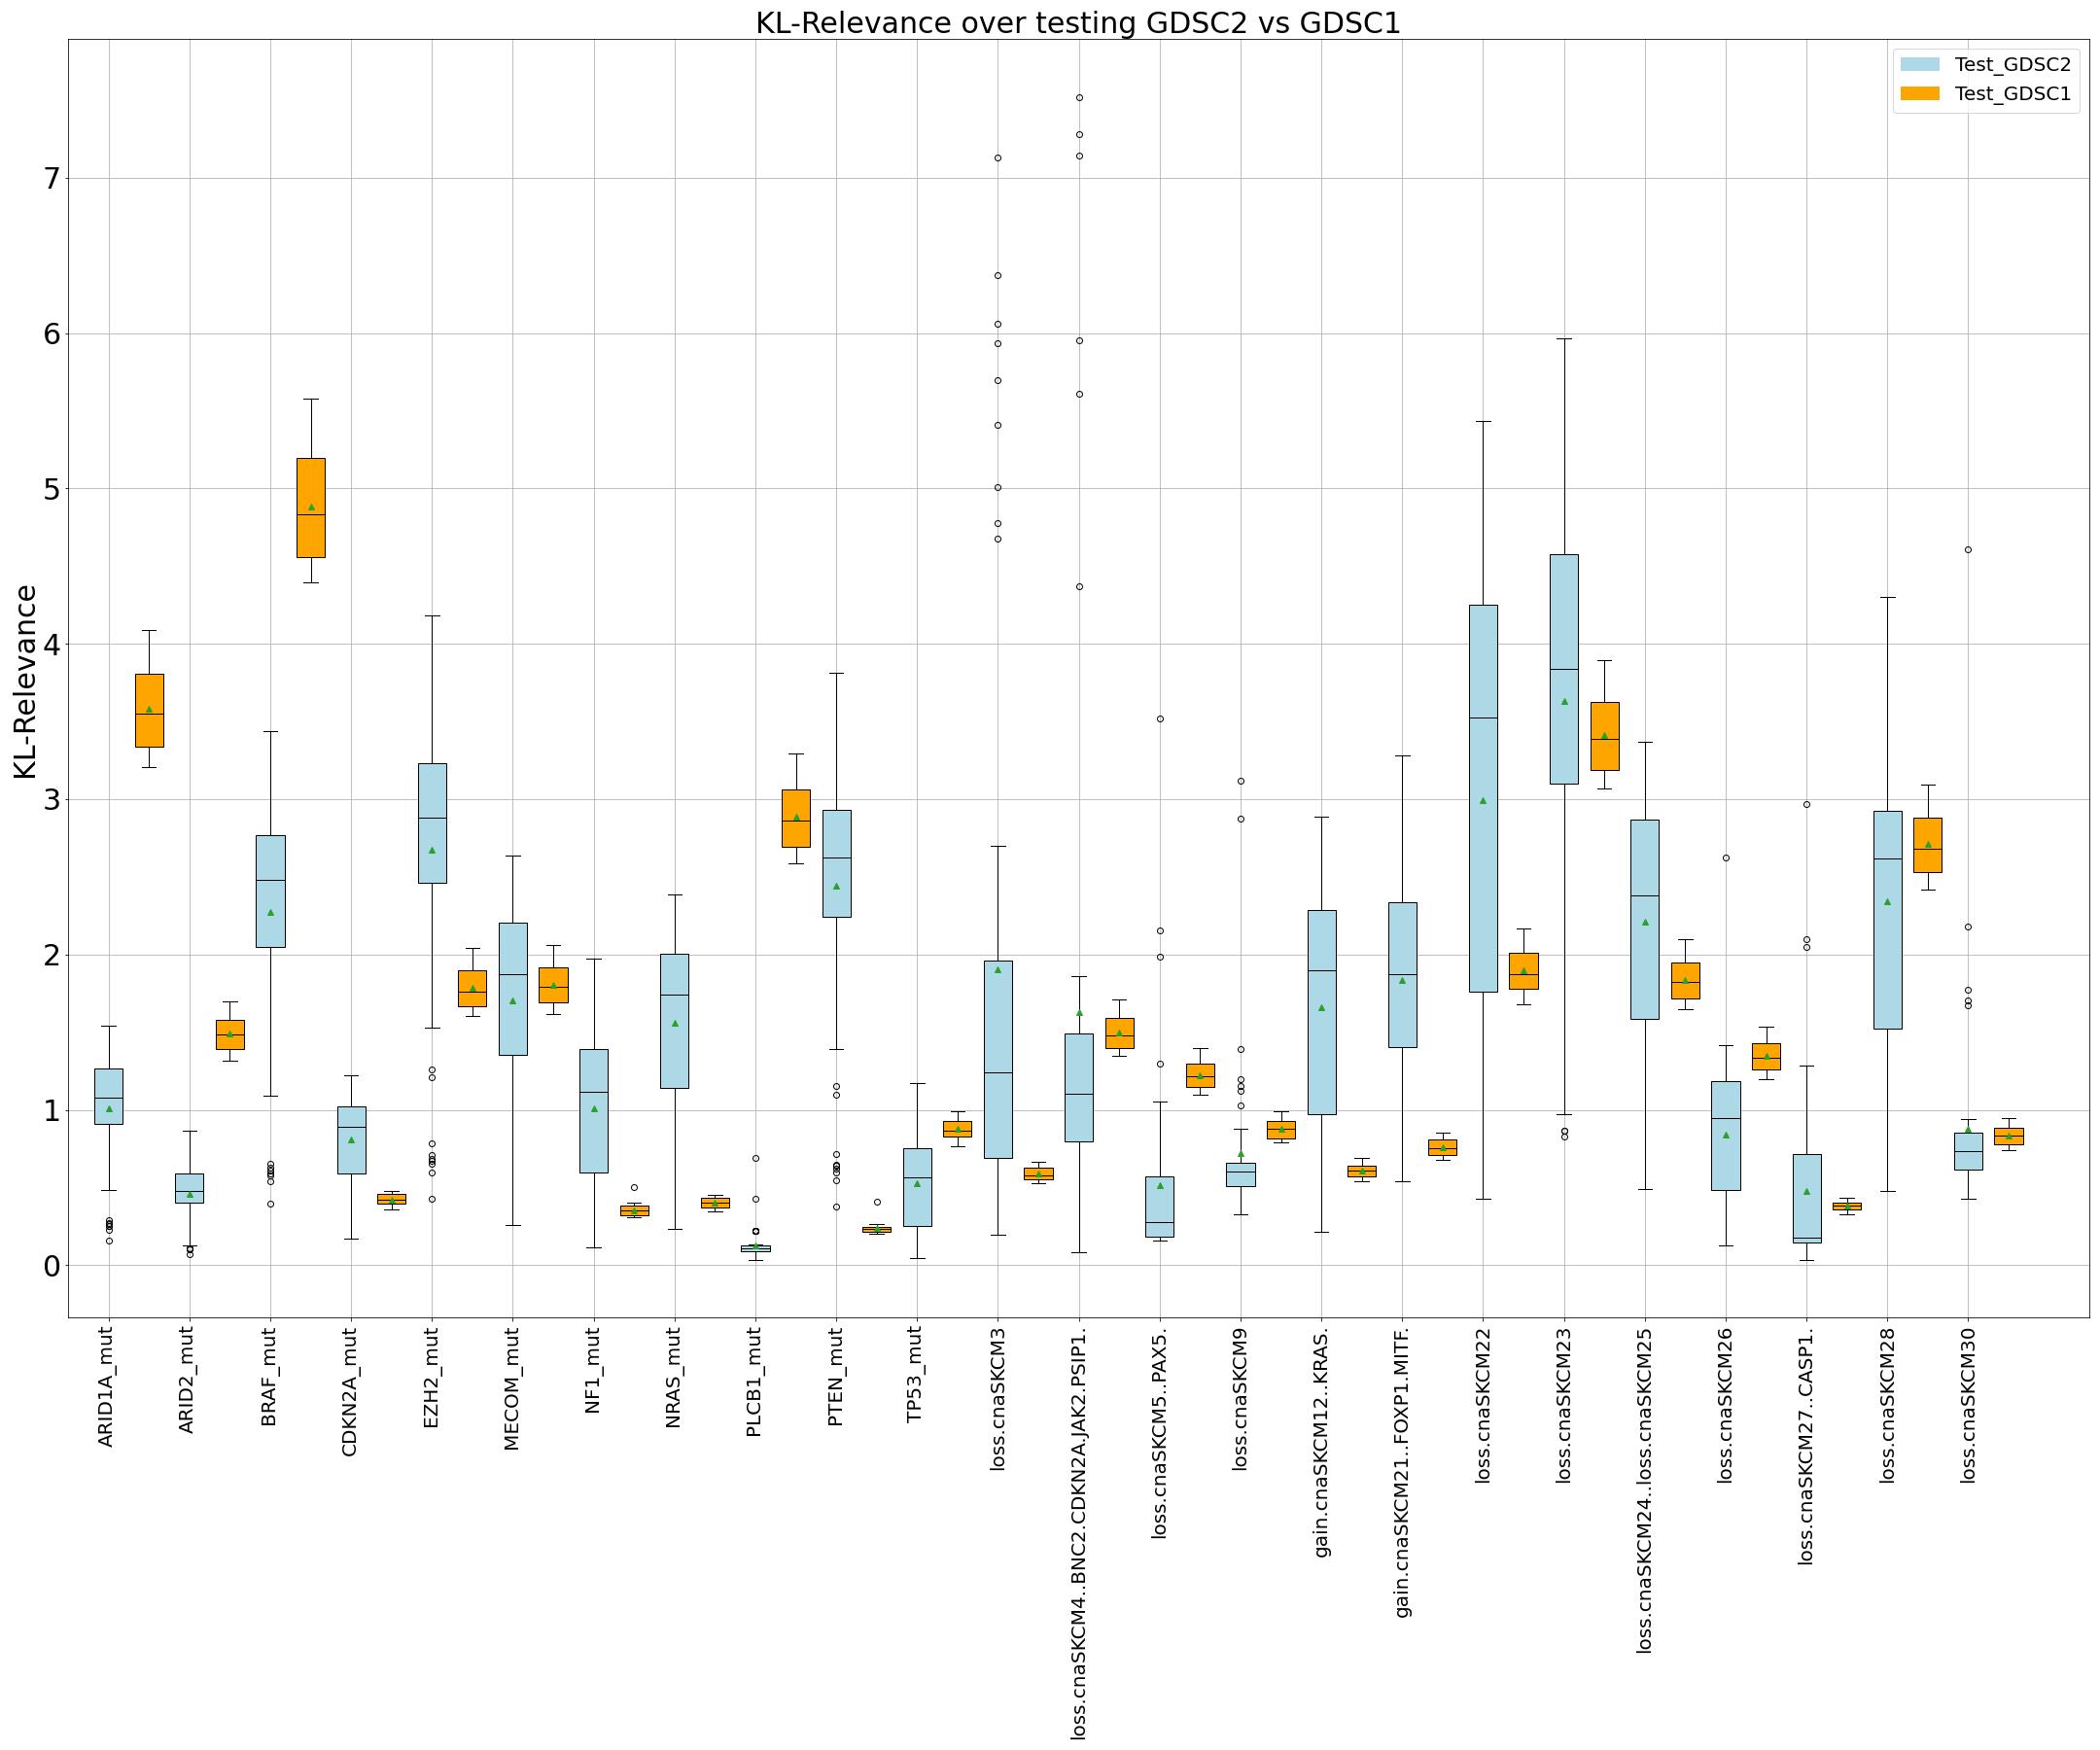 KL-Relevance over testing GDSC2 vs GDSC1
Test_GDSC2
Test_GDSC1
KL-Relevance
7
6
5
4
3
2
1
0
ARID1A_mut
ARID2_mut
BRAF_mut
CDKN2A_mut
EZH2_mut
MECOM_mut
NF1_mut
NRAS_mut
PLCB1_mut
PTEN_mut
TP53_mut
loss.cnaSKCM3
loss.cnaSKCM4..BNC2.CDKN2A.JAK2.PSIP1.
loss.cnaSKCM5..PAX5.
loss.cnaSKCM9
gain.cnaSKCM12..KRAS.
gain.cnaSKCM21..FOXP1.MITF.
loss.cnaSKCM22
loss.cnaSKCM23
loss.cnaSKCM24..loss.cnaSKCM25
loss.cnaSKCM26
loss.cnaSKCM27..CASP1.
loss.cnaSKCM28
loss.cnaSKCM30